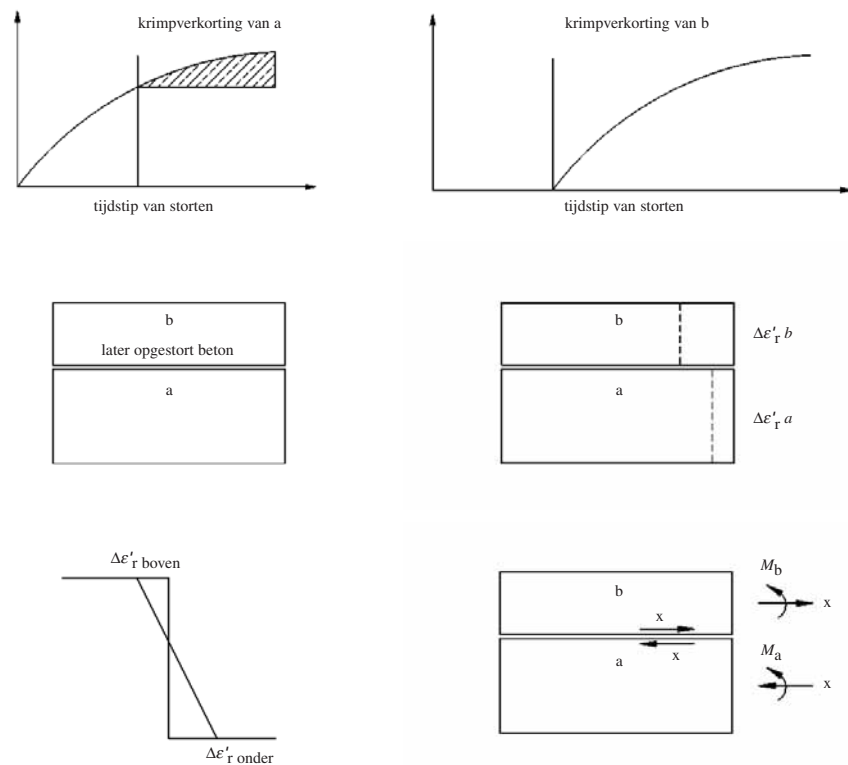 krimpverkorting van a
krimpverkorting van b
tijdstip van storten
tijdstip van storten
b
later opgestort beton
a
b
Δε'r b
a
Δε'r a
Δε'r boven
Δε'r onder
b
x
x
a
Mb
x
Ma
x